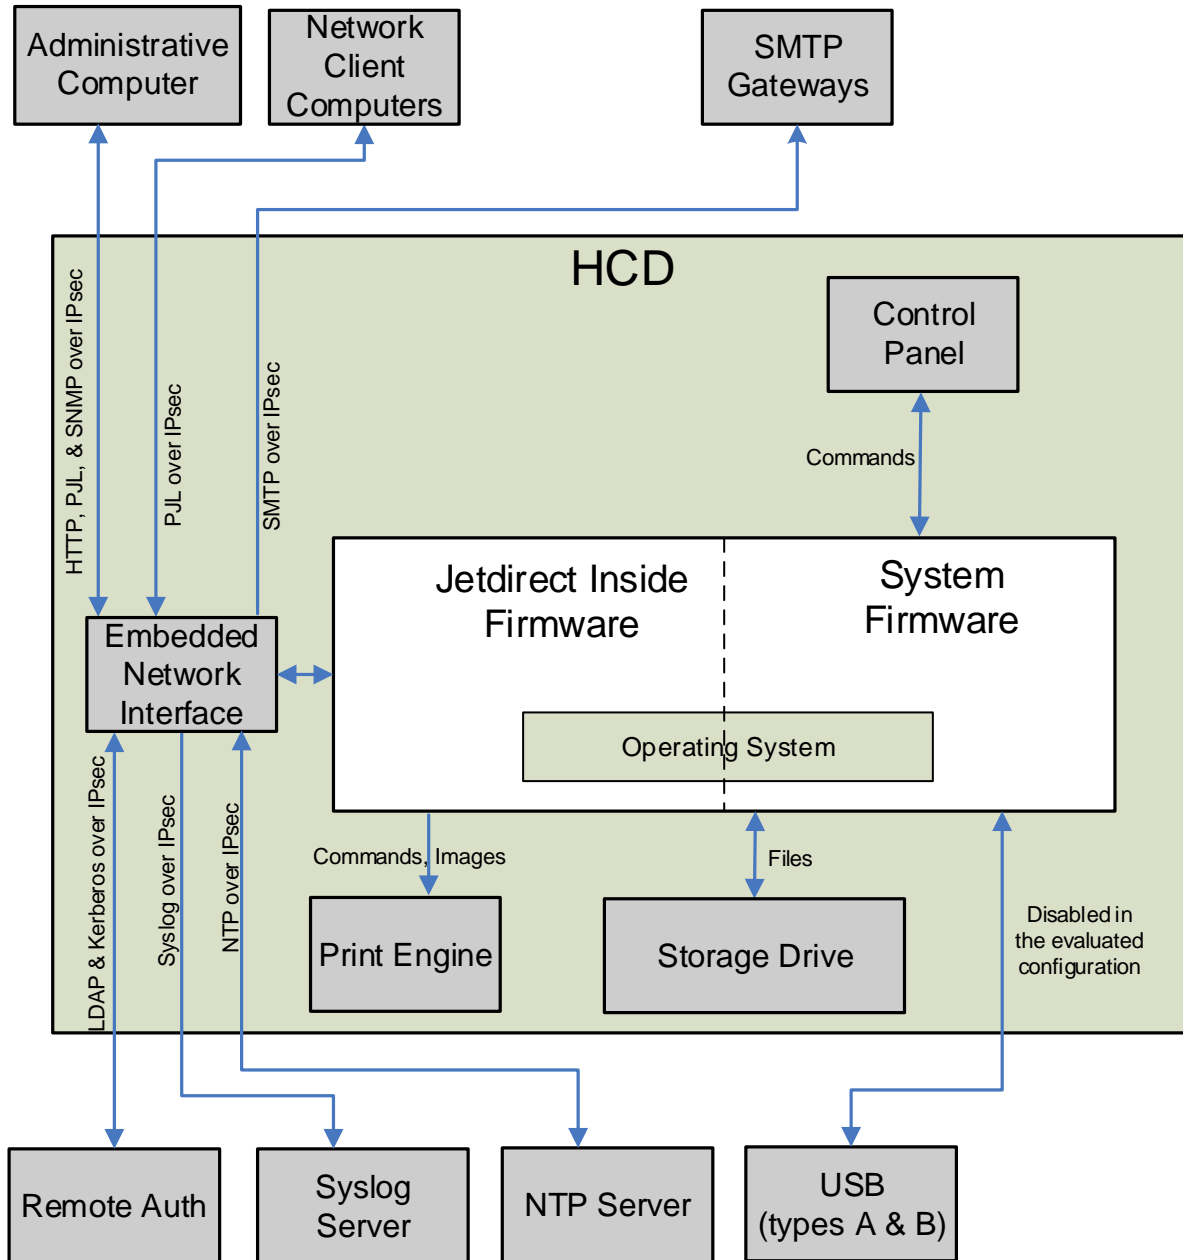 Administrative
Computer
Network
Client
Computers
SMTP
Gateways
HCD
Control
Panel
HTTP, PJL, & SNMP over IPsec
PJL over IPsec
SMTP over IPsec
Commands
Jetdirect Inside
Firmware
System
Firmware
Embedded
Network
Interface
Operating System
LDAP & Kerberos over IPsec
Syslog over IPsec
NTP over IPsec
Commands, Images
Files
Print Engine
Storage Drive
Disabled in
the evaluated
configuration
Remote Auth
Syslog
Server
NTP Server
USB
(types A & B)